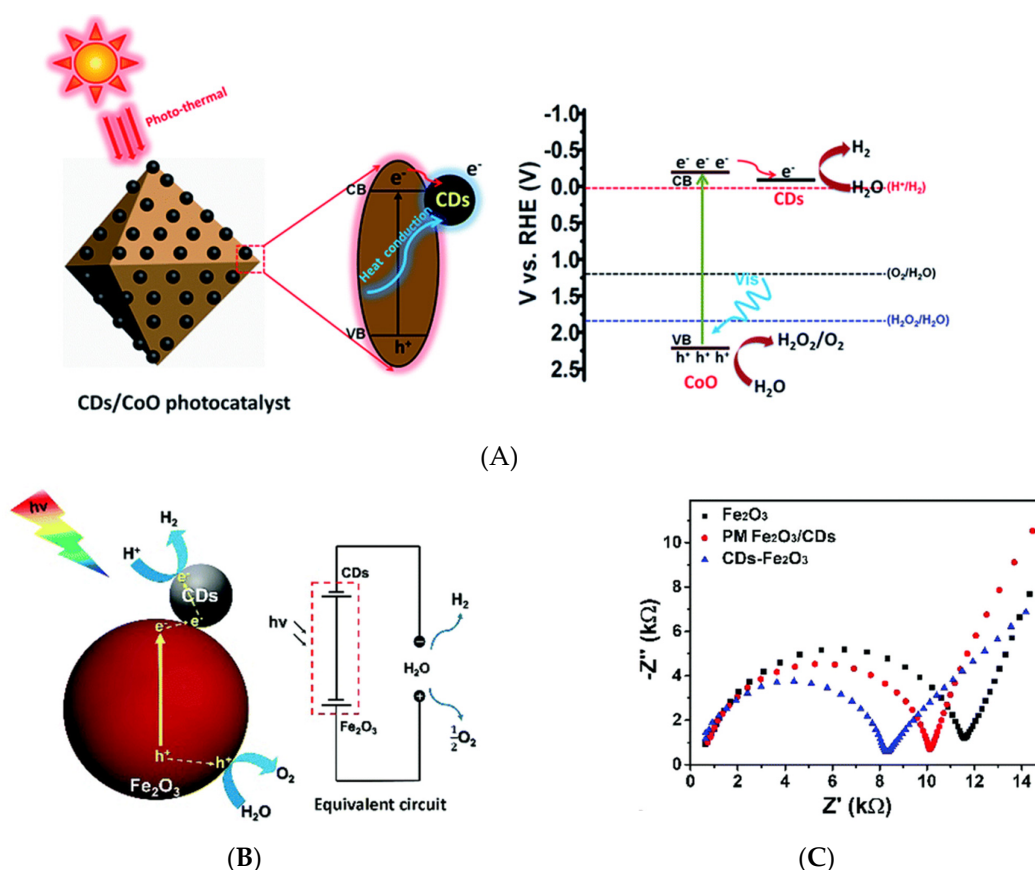 Photo-thermal
CB
e⁻
e⁻
CDs
Heat conduction
VB
h⁺
CDs/CoO photocatalyst
V vs. RHE (V)
-1.0
-0.5
0.0
0.5
1.0
1.5
2.0
2.5
e⁻ e⁻ e⁻
CB
e⁻
CDs
H₂
H₂O
(H⁺/H₂)
(O₂/H₂O)
Vis
(H₂O₂/H₂O)
VB
h⁺ h⁺ h⁺
CoO
H₂O₂/O₂
H₂O
(A)
hν
H₂
H⁺
e⁻
CDs
e⁻
e⁻
h⁺
h⁺
Fe₂O₃
O₂
H₂O
CDs
hν
Fe₂O₃
H₂
H₂O
½O₂
Equivalent circuit
(B)
Fe₂O₃
PM Fe₂O₃/CDs
CDs-Fe₂O₃
-Z'' (kΩ)
10
8
6
4
2
0
0 2 4 6 8 10 12 14
Z' (kΩ)
(C)